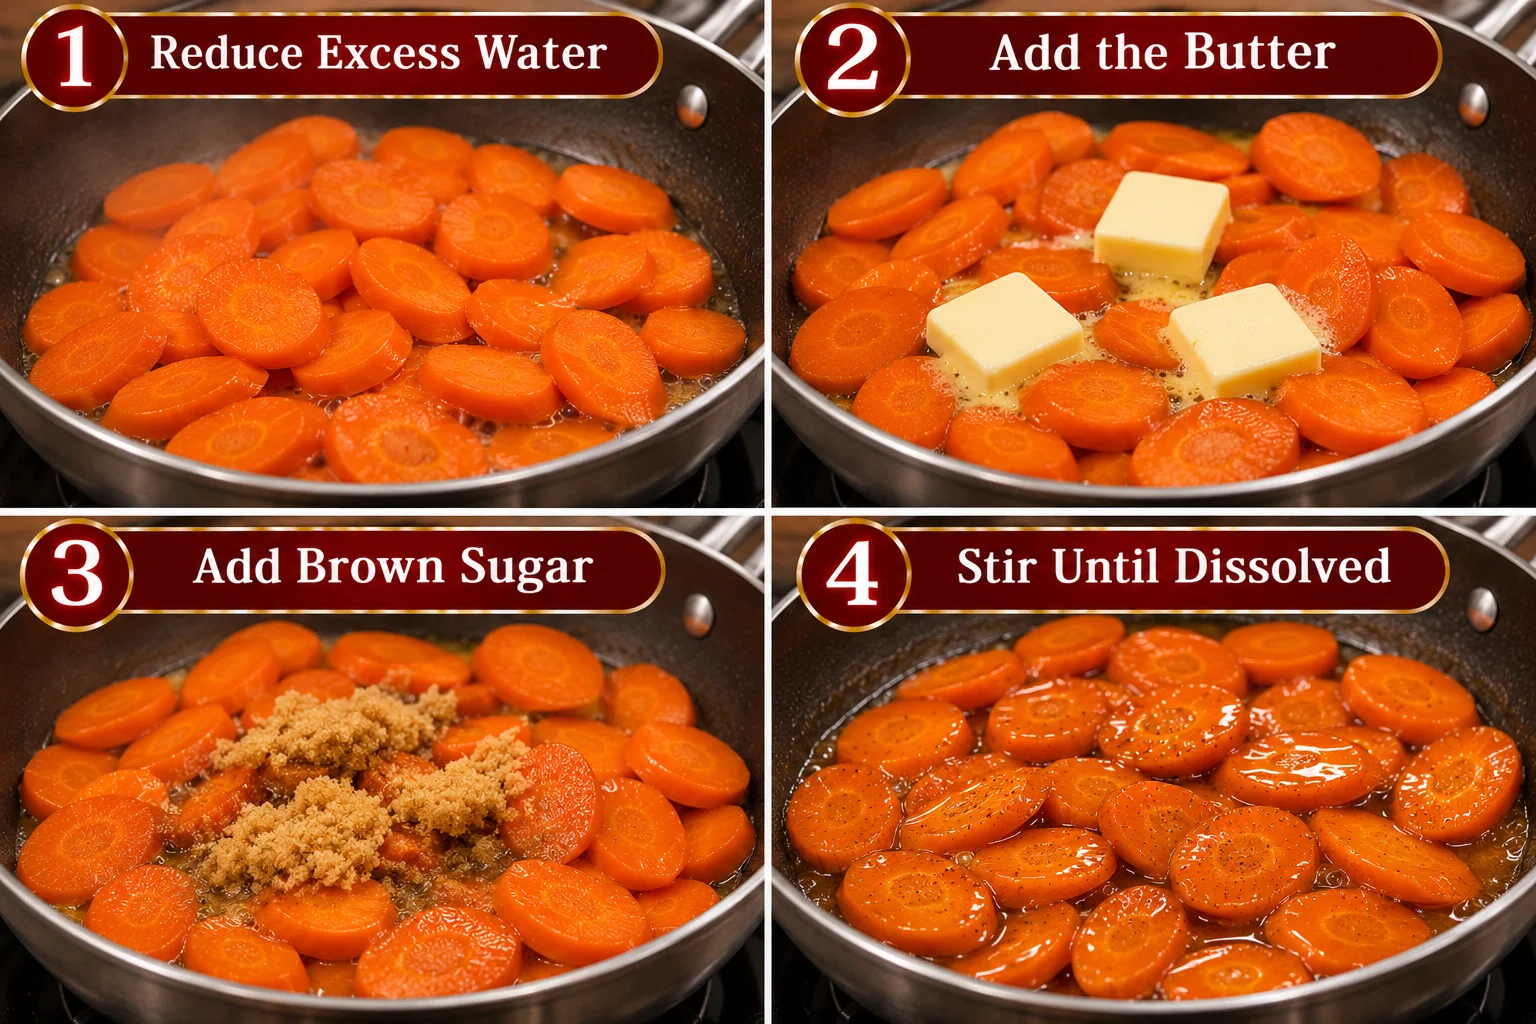 1 Reduce Excess Water
2 Add the Butter
3 Add Brown Sugar
4 Stir Until Dissolved